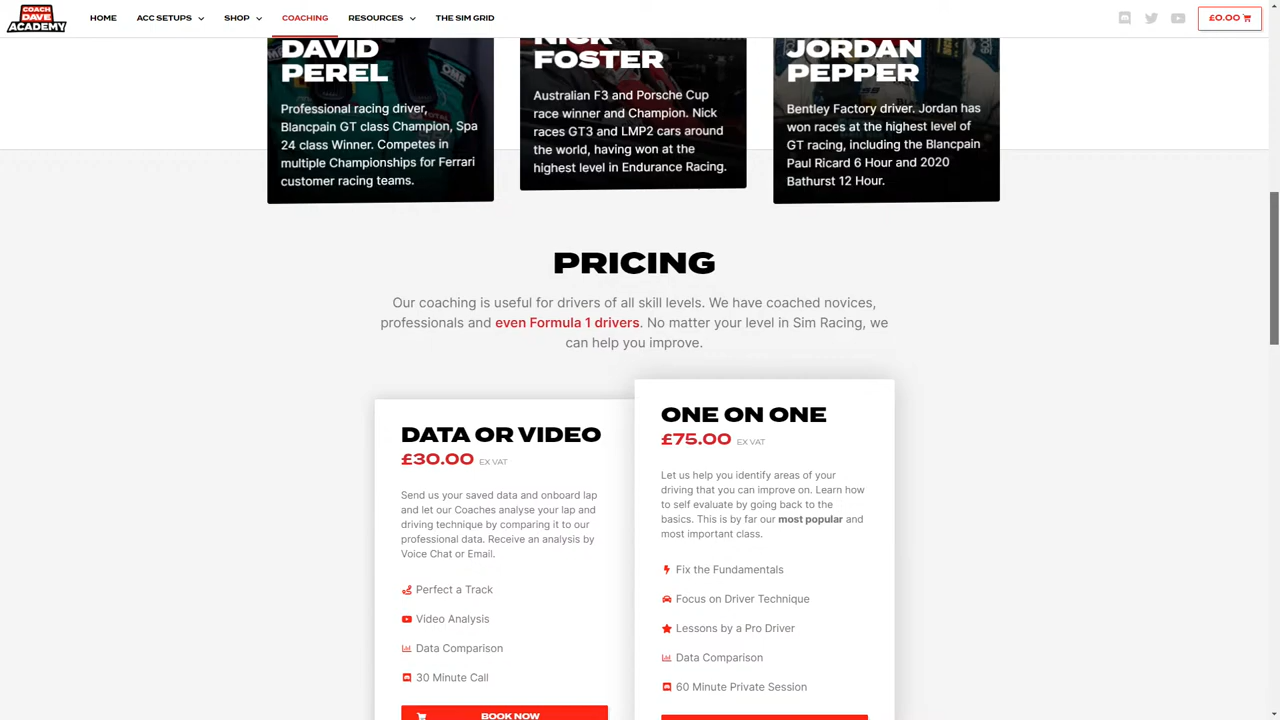 COACH
DAVE
ACADEMY
HOME
ACC SETUPS
SHOP
COACHING
RESOURCES
THE SIM GRID
£0.00
DAVID
PEREL
Professional racing driver,
Blancpain GT class Champion, Spa
24 class Winner. Competes in
multiple Championships for Ferrari
customer racing teams.
NICK
FOSTER
Australian F3 and Porsche Cup
race winner and Champion. Nick
races GT3 and LMP2 cars around
the world, having won at the
highest level in Endurance Racing.
JORDAN
PEPPER
Bentley Factory driver. Jordan has
won races at the highest level of
GT racing, including the Blancpain
Paul Ricard 6 Hour and 2020
Bathurst 12 Hour.
PRICING
Our coaching is useful for drivers of all skill levels. We have coached novices,
professionals and even Formula 1 drivers. No matter your level in Sim Racing, we
can help you improve.
DATA OR VIDEO
£30.00 EX VAT
Send us your saved data and onboard lap
and let our Coaches analyse your lap and
driving technique by comparing it to our
professional data. Receive an analysis by
Voice Chat or Email.
Perfect a Track
Video Analysis
Data Comparison
30 Minute Call
BOOK NOW
ONE ON ONE
£75.00 EX VAT
Let us help you identify areas of your
driving that you can improve on. Learn how
to self evaluate by going back to the
basics. This is by far our most popular and
most important class.
Fix the Fundamentals
Focus on Driver Technique
Lessons by a Pro Driver
Data Comparison
60 Minute Private Session